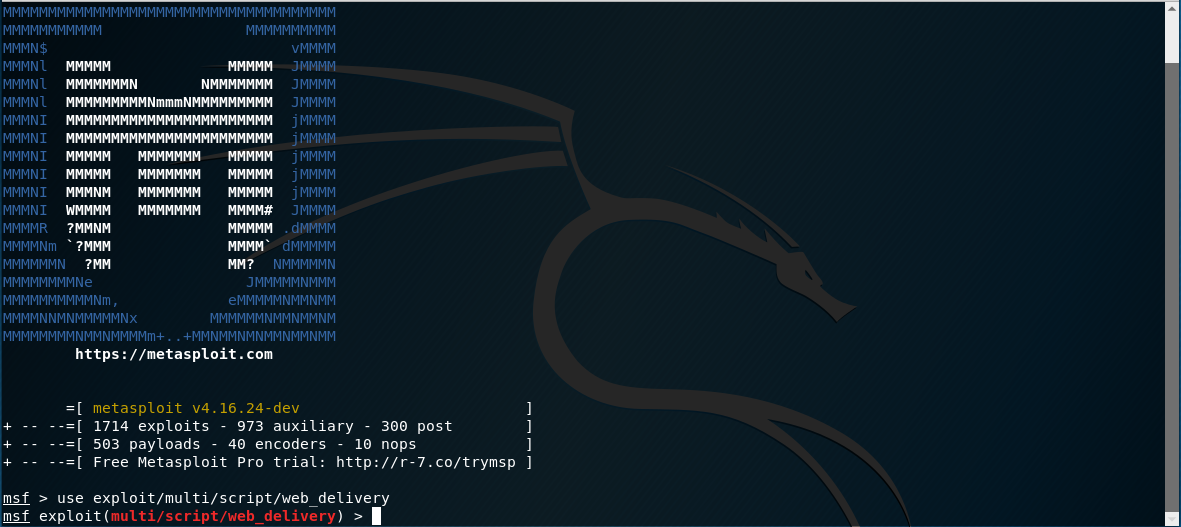 MMMMMMMMMMMMMMMMMMMMMMMMMMMMMMMMMMMMM
MMMMMMMMMMM                MMMMMMMMMM
MMMN$                           vMMMM
MMMNl  MMMMM             MMMMM  JMMMM
MMMNl  MMMMMMMN       NMMMMMMM  JMMMM
MMMNl  MMMMMMMMMNmmmNMMMMMMMMM  JMMMM
MMMNI  MMMMMMMMMMMMMMMMMMMMMMM  jMMMM
MMMNI  MMMMMMMMMMMMMMMMMMMMMMM  jMMMM
MMMNI  MMMMM   MMMMMMM   MMMMM  jMMMM
MMMNI  MMMMM   MMMMMMM   MMMMM  jMMMM
MMMNI  MMMNM   MMMMMMM   MMMMM  jMMMM
MMMNI  WMMMM   MMMMMMM   MMMM#  JMMMM
MMMMR  ?MMNM             MMMMM .dMMMM
MMMMNm `?MMM             MMMM` dMMMMM
MMMMMMN  ?MM             MM?  NMMMMMN
MMMMMMMMNe                 JMMMMMNMMM
MMMMMMMMMMNm,            eMMMMMNMMNMM
MMMMNNMNMMMMMNx        MMMMMMNMMNMMNM
MMMMMMMMNMMNMMMMm+..+MMNMMNMNMMNMMNMM
https://metasploit.com
=[ metasploit v4.16.24-dev ]
+ -- --=[ 1714 exploits - 973 auxiliary - 300 post ]
+ -- --=[ 503 payloads - 40 encoders - 10 nops ]
+ -- --=[ Free Metasploit Pro trial: http://r-7.co/trymsp ]
msf > use exploit/multi/script/web_delivery
msf exploit(multi/script/web_delivery) >